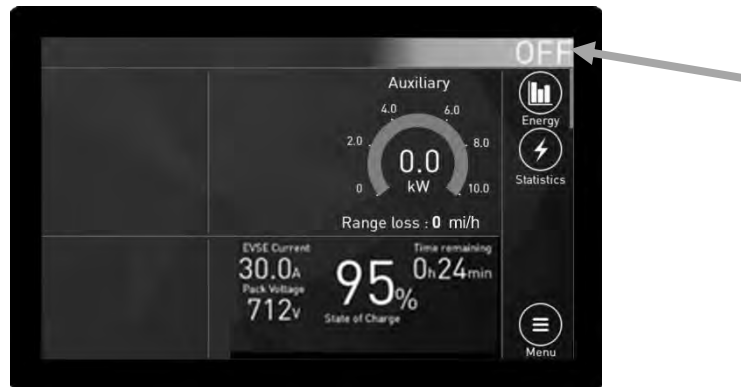 OFF
Auxiliary
4.0 6.0
2.0 8.0
0.0
kW
0 10.0
Range loss : 0 mi/h
EVSE Current
30.0A
Pack Voltage
712v
95%
State of Charge
Time remaining
0h24min
Energy
Statistics
Menu